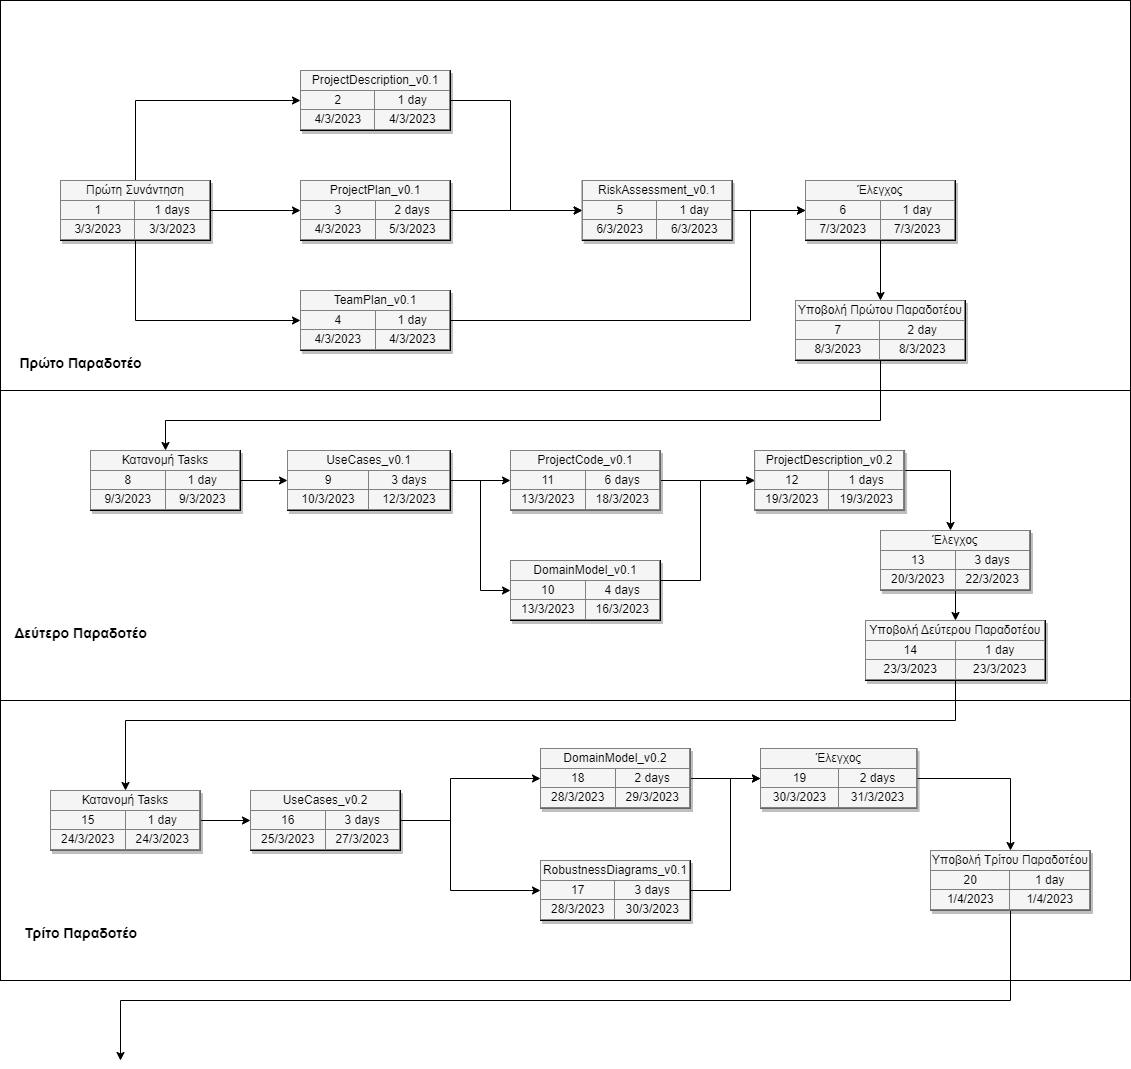 ProjectDescription_v0.1
2 1 day
4/3/2023 4/3/2023
Πρώτη Συνάντηση
1 1 days
3/3/2023 3/3/2023
ProjectPlan_v0.1
3 2 days
4/3/2023 5/3/2023
RiskAssessment_v0.1
5 1 day
6/3/2023 6/3/2023
Έλεγχος
6 1 day
7/3/2023 7/3/2023
TeamPlan_v0.1
4 1 day
4/3/2023 4/3/2023
Υποβολή Πρώτου Παραδοτέου
7 2 day
8/3/2023 8/3/2023
Πρώτο Παραδοτέο
Κατανομή Tasks
8 1 day
9/3/2023 9/3/2023
UseCases_v0.1
9 3 days
10/3/2023 12/3/2023
ProjectCode_v0.1
11 6 days
13/3/2023 18/3/2023
ProjectDescription_v0.2
12 1 days
19/3/2023 19/3/2023
Έλεγχος
13 3 days
20/3/2023 22/3/2023
DomainModel_v0.1
10 4 days
13/3/2023 16/3/2023
Υποβολή Δεύτερου Παραδοτέου
14 1 day
23/3/2023 23/3/2023
Δεύτερο Παραδοτέο
Κατανομή Tasks
15 1 day
24/3/2023 24/3/2023
UseCases_v0.2
16 3 days
25/3/2023 27/3/2023
DomainModel_v0.2
18 2 days
28/3/2023 29/3/2023
Έλεγχος
19 2 days
30/3/2023 31/3/2023
RobustnessDiagrams_v0.1
17 3 days
28/3/2023 30/3/2023
Υποβολή Τρίτου Παραδοτέου
20 1 day
1/4/2023 1/4/2023
Τρίτο Παραδοτέο